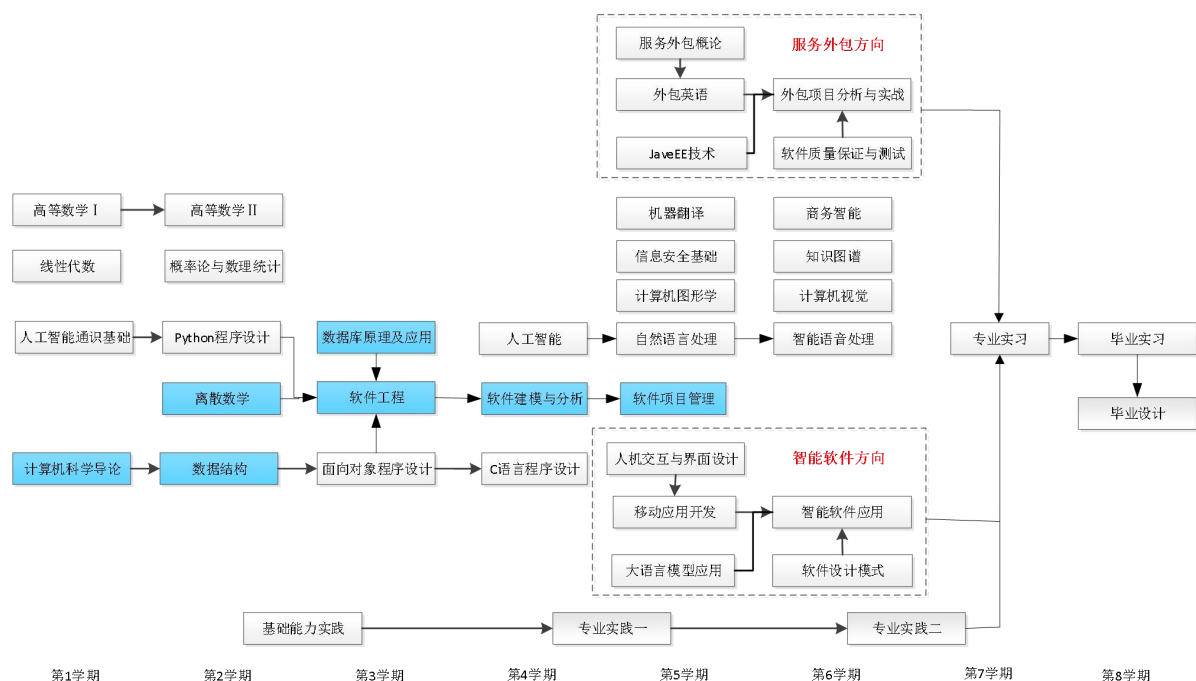 服务外包概论
服务外包方向
外包英语
外包项目分析与实战
JaveEE技术
软件质量保证与测试
高等数学Ⅰ
高等数学Ⅱ
机器翻译
商务智能
线性代数
概率论与数理统计
信息安全基础
知识图谱
计算机图形学
计算机视觉
人工智能通识基础
Python程序设计
数据库原理及应用
人工智能
自然语言处理
智能语音处理
专业实习
毕业实习
离散数学
软件工程
软件建模与分析
软件项目管理
毕业设计
计算机科学导论
数据结构
面向对象程序设计
C语言程序设计
人机交互与界面设计
智能软件方向
移动应用开发
智能软件应用
大语言模型应用
软件设计模式
基础能力实践
专业实践一
专业实践二
第1学期
第2学期
第3学期
第4学期
第5学期
第6学期
第7学期
第8学期